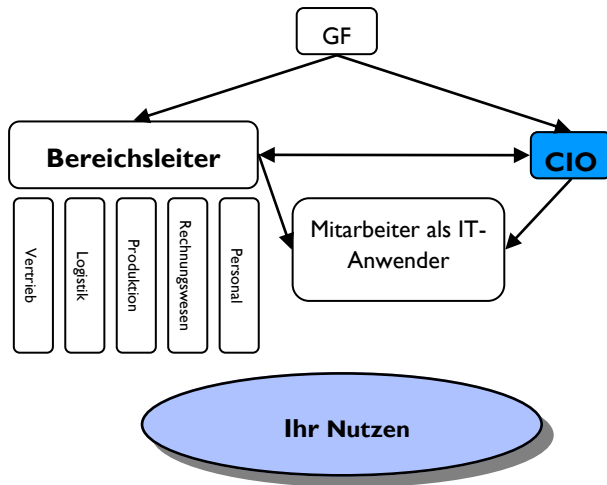 GF
Bereichsleiter
CIO
Mitarbeiter als IT-
Anwender
Vertrieb
Logistik
Produktion
Rechnungswesen
Personal
Ihr Nutzen